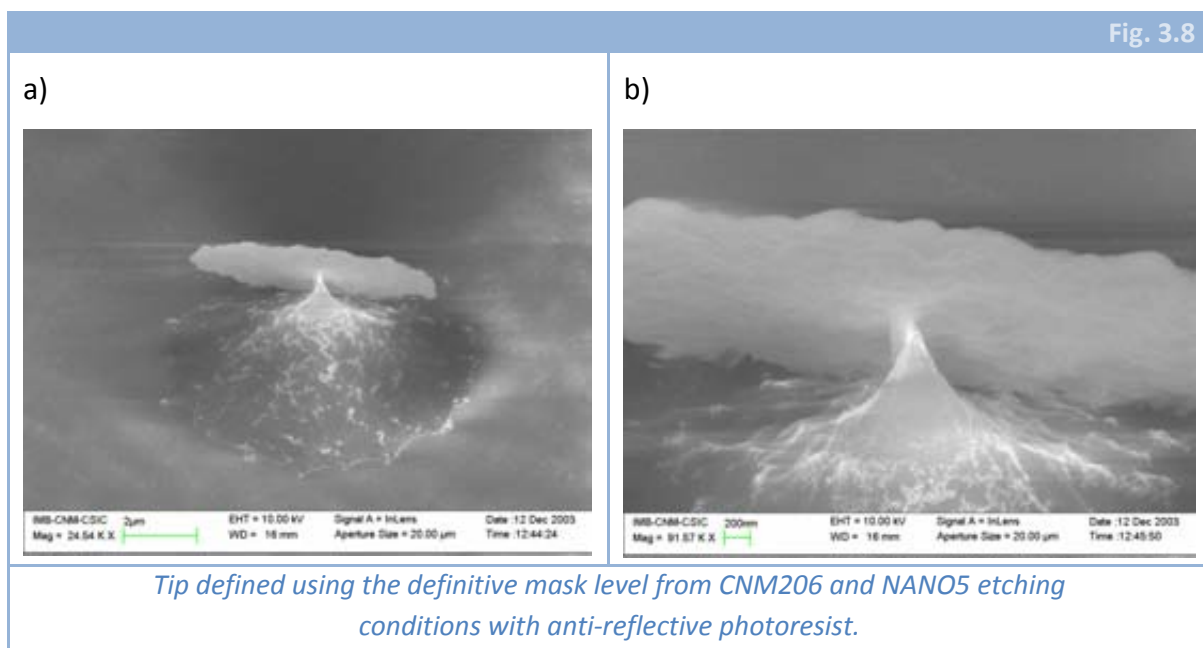 Fig. 3.8
a)
b)
IMB-CNM-CSIC 2µm EHT = 10.00 kV Signal A = InLens Date :12 Dec 2003
Mag = 24.54 K X WD = 16 mm Aperture Size = 20.00 µm Time :12:44:24
IMB-CNM-CSIC 200nm EHT = 10.00 kV Signal A = InLens Date :12 Dec 2003
Mag = 91.57 K X WD = 16 mm Aperture Size = 20.00 µm Time :12:45:50
Tip defined using the definitive mask level from CNM206 and NANO5 etching
conditions with anti-reflective photoresist.